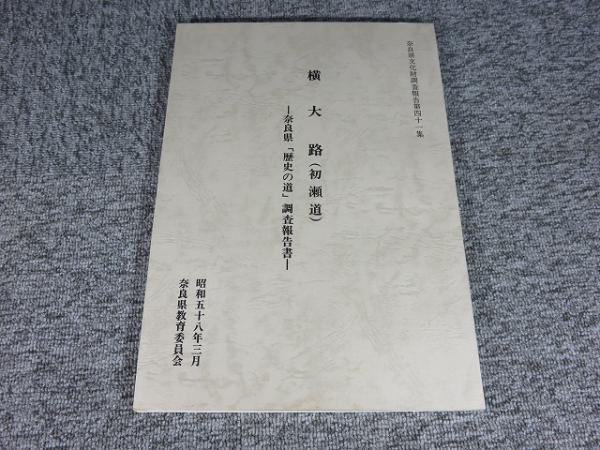 奈良県文化財調査報告第四十一集
横大路(初瀬道)
―奈良県「歴史の道」調査報告書―
昭和五十八年三月
奈良県教育委員会